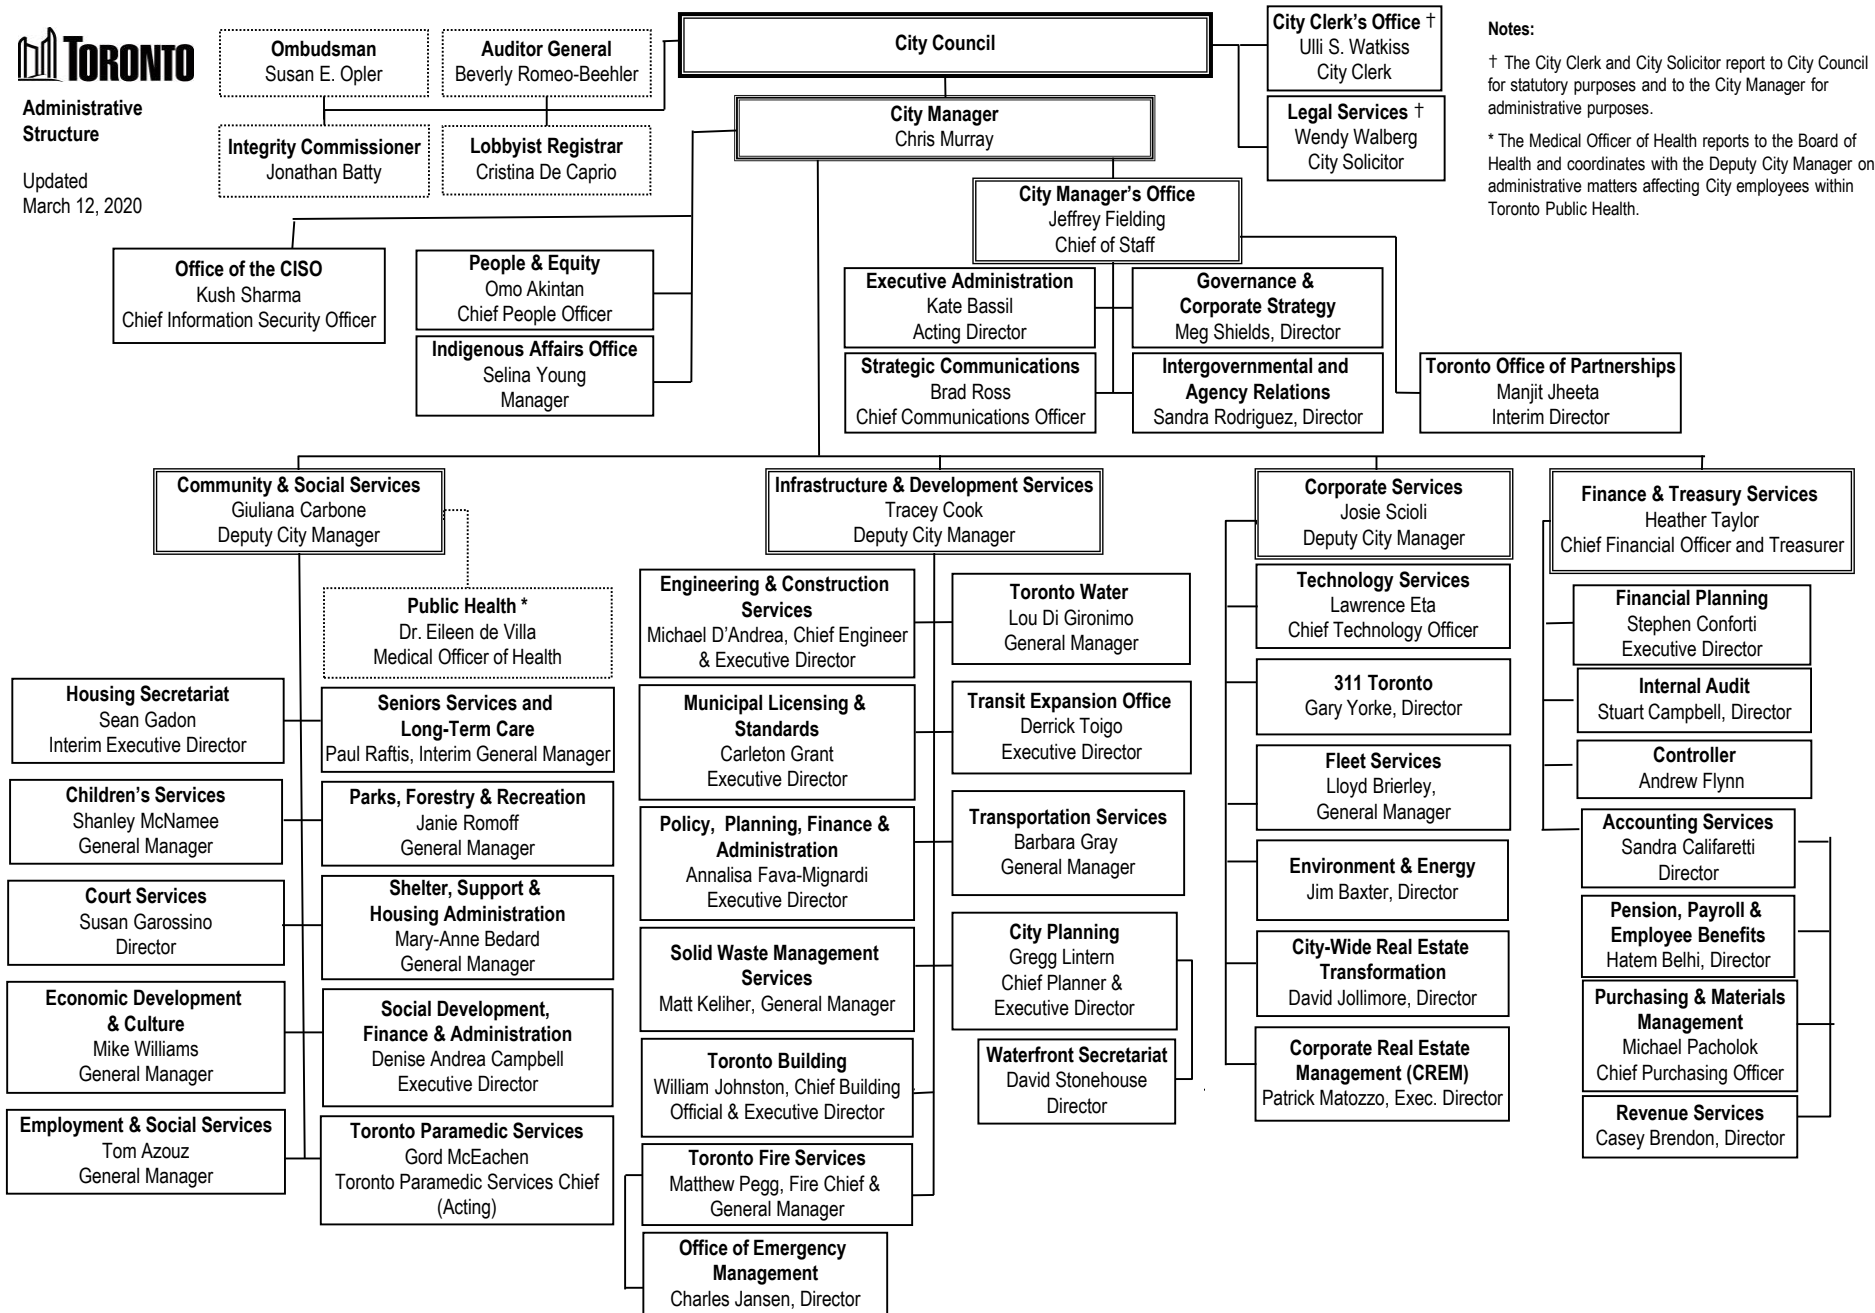 TORONTO
Administrative
Structure
Updated
March 12, 2020
Ombudsman
Susan E. Opler
Auditor General
Beverly Romeo-Beehler
Integrity Commissioner
Jonathan Batty
Lobbyist Registrar
Cristina De Caprio
City Council
City Clerk's Office †
Ulli S. Watkiss
City Clerk
Legal Services †
Wendy Walberg
City Solicitor
Notes:
† The City Clerk and City Solicitor report to City Council
for statutory purposes and to the City Manager for
administrative purposes.
* The Medical Officer of Health reports to the Board of
Health and coordinates with the Deputy City Manager on
administrative matters affecting City employees within
Toronto Public Health.
City Manager
Chris Murray
City Manager's Office
Jeffrey Fielding
Chief of Staff
Office of the CISO
Kush Sharma
Chief Information Security Officer
People & Equity
Omo Akintan
Chief People Officer
Indigenous Affairs Office
Selina Young
Manager
Executive Administration
Kate Bassil
Acting Director
Governance &
Corporate Strategy
Meg Shields, Director
Strategic Communications
Brad Ross
Chief Communications Officer
Intergovernmental and
Agency Relations
Sandra Rodriguez, Director
Toronto Office of Partnerships
Manjit Jheeta
Interim Director
Community & Social Services
Giuliana Carbone
Deputy City Manager
Public Health *
Dr. Eileen de Villa
Medical Officer of Health
Housing Secretariat
Sean Gadon
Interim Executive Director
Seniors Services and
Long-Term Care
Paul Raftis, Interim General Manager
Children's Services
Shanley McNamee
General Manager
Parks, Forestry & Recreation
Janie Romoff
General Manager
Court Services
Susan Garossino
Director
Shelter, Support &
Housing Administration
Mary-Anne Bedard
General Manager
Economic Development
& Culture
Mike Williams
General Manager
Social Development,
Finance & Administration
Denise Andrea Campbell
Executive Director
Employment & Social Services
Tom Azouz
General Manager
Toronto Paramedic Services
Gord McEachen
Toronto Paramedic Services Chief
(Acting)
Infrastructure & Development Services
Tracey Cook
Deputy City Manager
Engineering & Construction
Services
Michael D'Andrea, Chief Engineer
& Executive Director
Toronto Water
Lou Di Gironimo
General Manager
Municipal Licensing &
Standards
Carleton Grant
Executive Director
Transit Expansion Office
Derrick Toigo
Executive Director
Policy, Planning, Finance &
Administration
Annalisa Fava-Mignardi
Executive Director
Transportation Services
Barbara Gray
General Manager
Solid Waste Management
Services
Matt Keliher, General Manager
City Planning
Gregg Lintern
Chief Planner &
Executive Director
Toronto Building
William Johnston, Chief Building
Official & Executive Director
Waterfront Secretariat
David Stonehouse
Director
Toronto Fire Services
Matthew Pegg, Fire Chief &
General Manager
Office of Emergency
Management
Charles Jansen, Director
Corporate Services
Josie Scioli
Deputy City Manager
Technology Services
Lawrence Eta
Chief Technology Officer
311 Toronto
Gary Yorke, Director
Fleet Services
Lloyd Brierley,
General Manager
Environment & Energy
Jim Baxter, Director
City-Wide Real Estate
Transformation
David Jollimore, Director
Corporate Real Estate
Management (CREM)
Patrick Matozzo, Exec. Director
Finance & Treasury Services
Heather Taylor
Chief Financial Officer and Treasurer
Financial Planning
Stephen Conforti
Executive Director
Internal Audit
Stuart Campbell, Director
Controller
Andrew Flynn
Accounting Services
Sandra Califaretti
Director
Pension, Payroll &
Employee Benefits
Hatem Belhi, Director
Purchasing & Materials
Management
Michael Pacholok
Chief Purchasing Officer
Revenue Services
Casey Brendon, Director